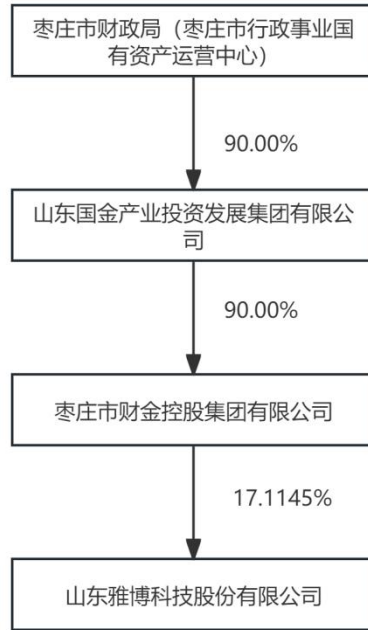 枣庄市财政局（枣庄市行政事业国
有资产运营中心）
90.00%
山东国金产业投资发展集团有限公
司
90.00%
枣庄市财金控股集团有限公司
17.1145%
山东雅博科技股份有限公司